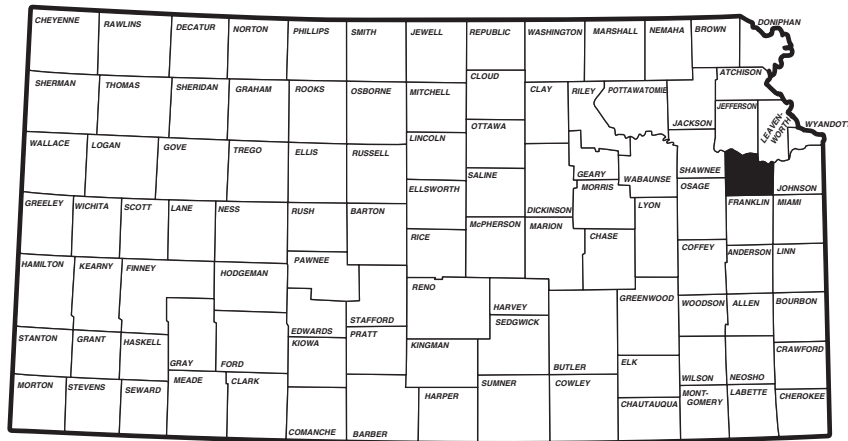 CHEYENNE
RAWLINS
DECATUR
NORTON
PHILLIPS
SMITH
JEWELL
REPUBLIC
WASHINGTON
MARSHALL
NEMAHA
BROWN
DONIPHAN
SHERMAN
THOMAS
SHERIDAN
GRAHAM
ROOKS
OSBORNE
MITCHELL
CLOUD
CLAY
RILEY
POTTAWATOMIE
JACKSON
ATCHISON
JEFFERSON
LEAVEN-
WORTH
WYANDOTT
WALLACE
LOGAN
GOVE
TREGO
ELLIS
RUSSELL
LINCOLN
OTTAWA
SALINE
ELLSWORTH
DICKINSON
GEARY
MORRIS
WABAUNSE
SHAWNEE
OSAGE
JOHNSON
GREELEY
WICHITA
SCOTT
LANE
NESS
RUSH
BARTON
RICE
McPHERSON
MARION
CHASE
LYON
COFFEY
FRANKLIN
MIAMI
ANDERSON
LINN
HAMILTON
KEARNY
FINNEY
HODGEMAN
PAWNEE
EDWARDS
STAFFORD
RENO
HARVEY
SEDGWICK
BUTLER
GREENWOOD
WOODSON
ALLEN
BOURBON
STANTON
GRANT
HASKELL
GRAY
FORD
KIOWA
PRATT
KINGMAN
ELK
WILSON
NEOSHO
CRAWFORD
MORTON
STEVENS
SEWARD
MEADE
CLARK
COMANCHE
BARBER
HARPER
SUMNER
COWLEY
CHAUTAUQUA
MONT-
GOMERY
LABETTE
CHEROKEE